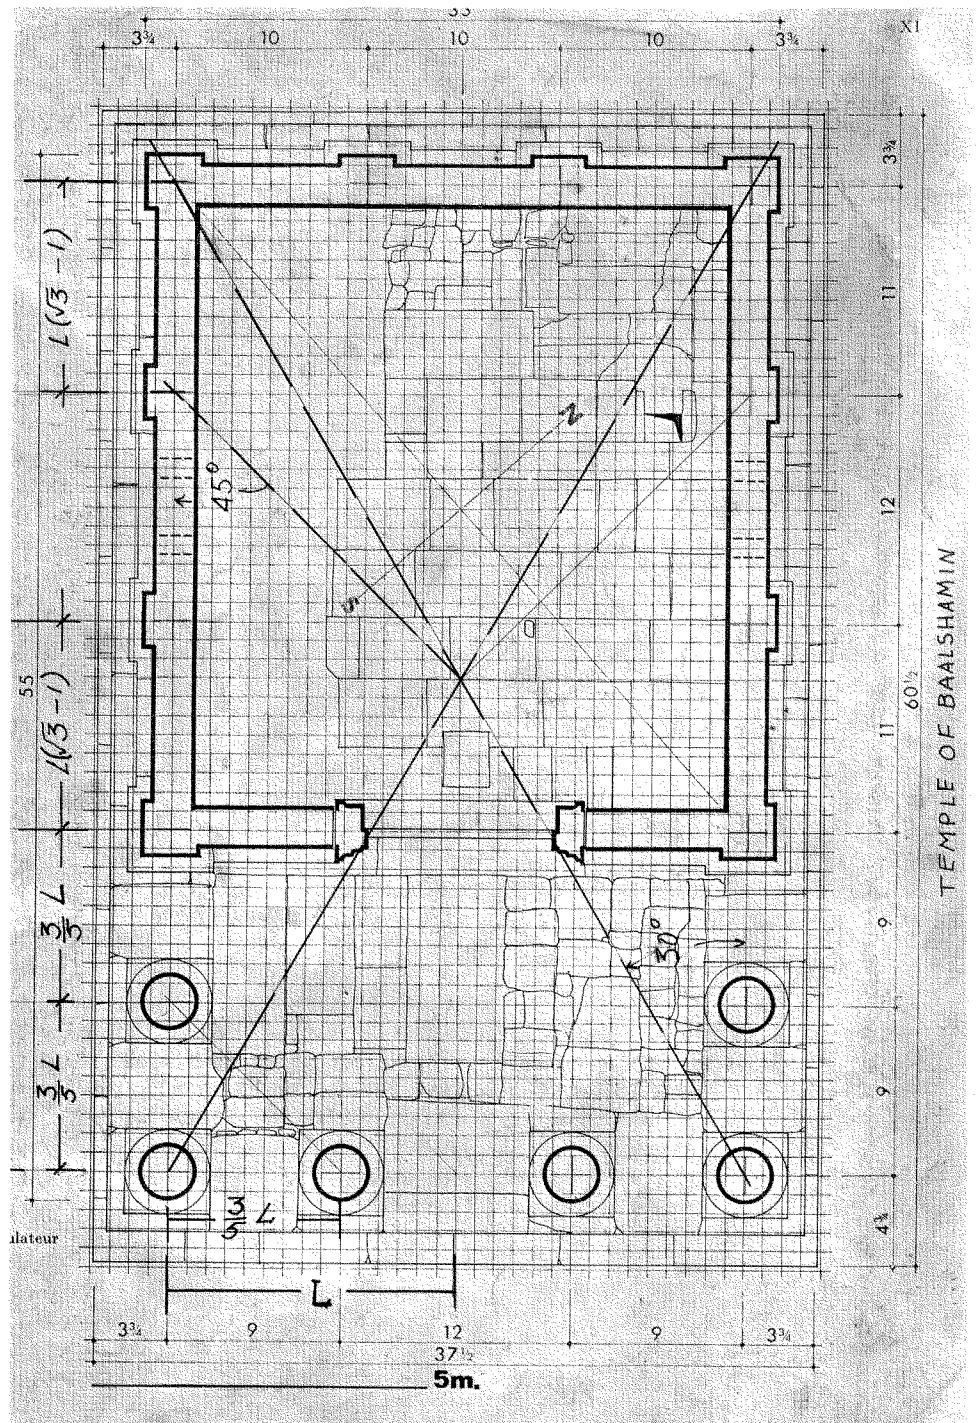 33
XI
3¾ 10 10 10 3¾
3¾
L(√3 - 1)
11
N
45°
12
S
55
60½
TEMPLE OF BAALSHAMIN
L(√3 - 1)
11
3/5 L
30°
9
3/5 L
9
3/5 L
4¾
ulateur
L
3¾ 9 12 9 3¾
37½
5m.